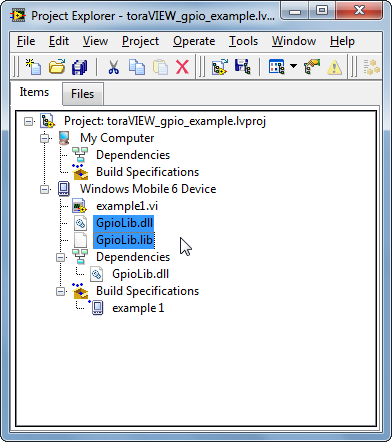 Project Explorer - toraVIEW_gpio_example.lv...
File Edit View Project Operate Tools Window Help
Items Files
Project: toraVIEW_gpio_example.lvproj
My Computer
Dependencies
Build Specifications
Windows Mobile 6 Device
example1.vi
GpioLib.dll
GpioLib.lib
Dependencies
GpioLib.dll
Build Specifications
example 1